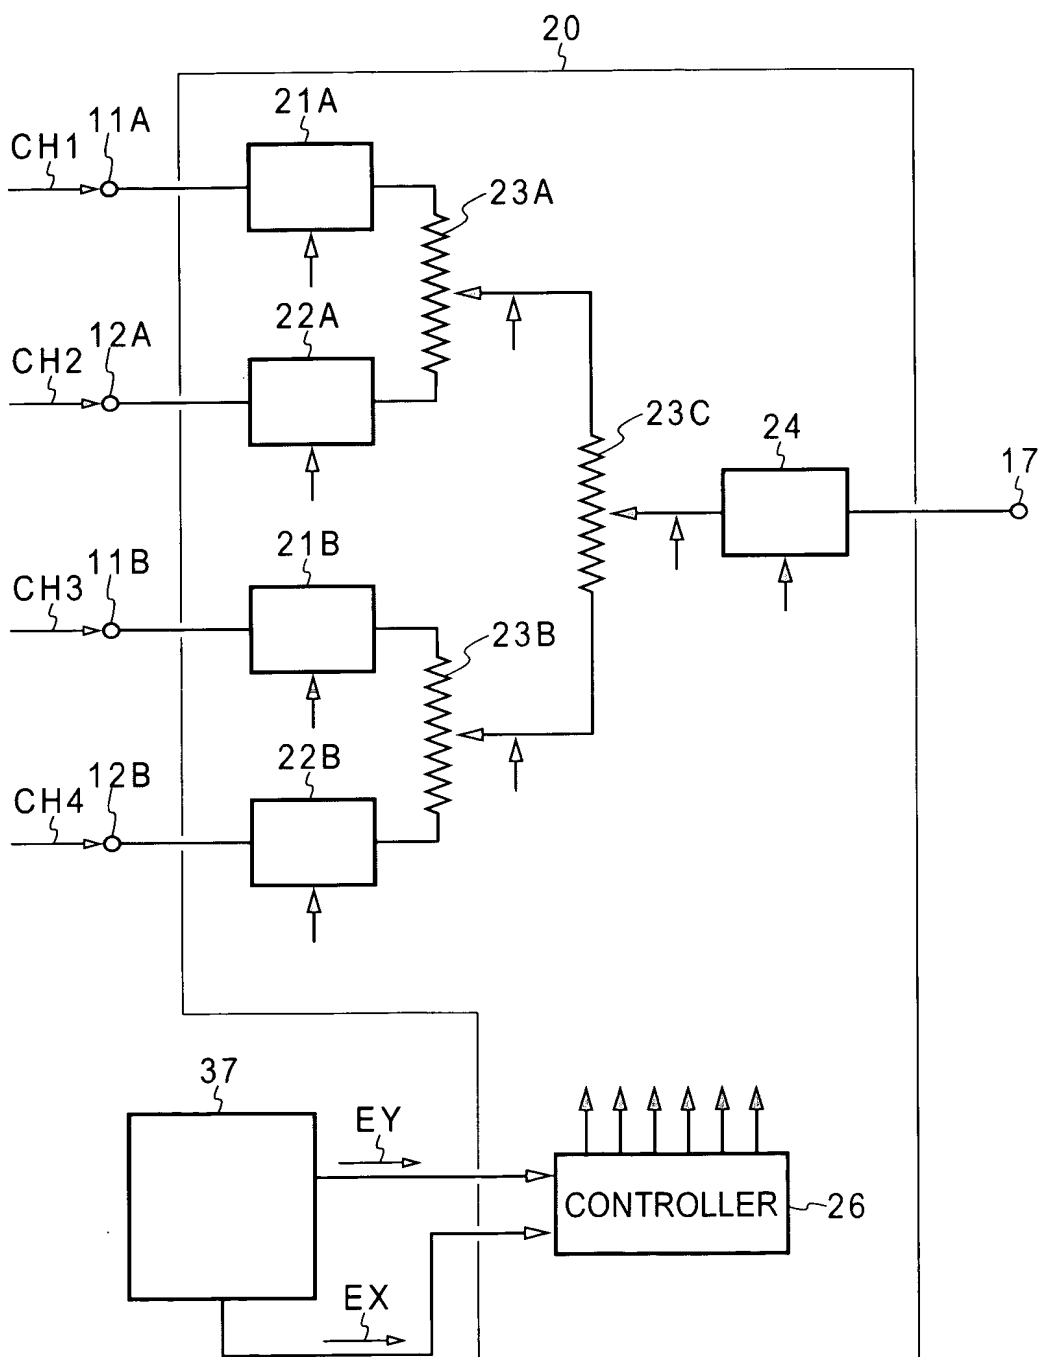 20
CH1
11A
21A
23A
CH2
12A
22A
23C
24
17
CH3
11B
21B
23B
CH4
12B
22B
37
EY
CONTROLLER
26
EX